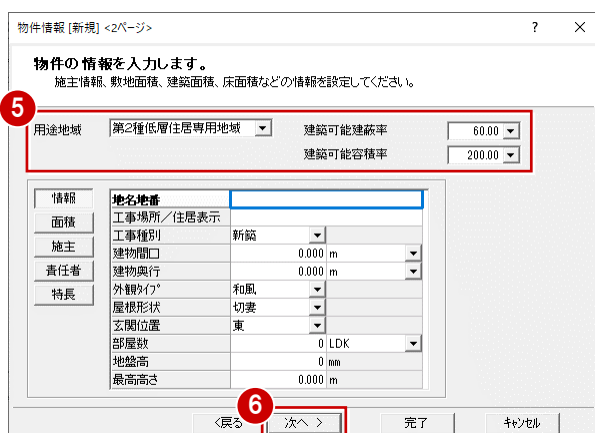 物件情報 [新規] <2ページ>
?
物件の情報を入力します。
施主情報、敷地面積、建築面積、床面積などの情報を設定してください。
5
用途地域 第2種低層住居専用地域 建築可能建蔽率 60.00
建築可能容積率 200.00
情報
面積
施主
責任者
特長
地名地番
工事場所／住居表示
工事種別 新築
建物間口 0.000 m
建物奥行 0.000 m
外観ﾀｲﾌﾟ 和風
屋根形状 切妻
玄関位置 東
部屋数 0 LDK
地盤高 0 mm
最高高さ 0.000 m
6
<戻る 次へ > 完了 ｷｬﾝｾﾙ